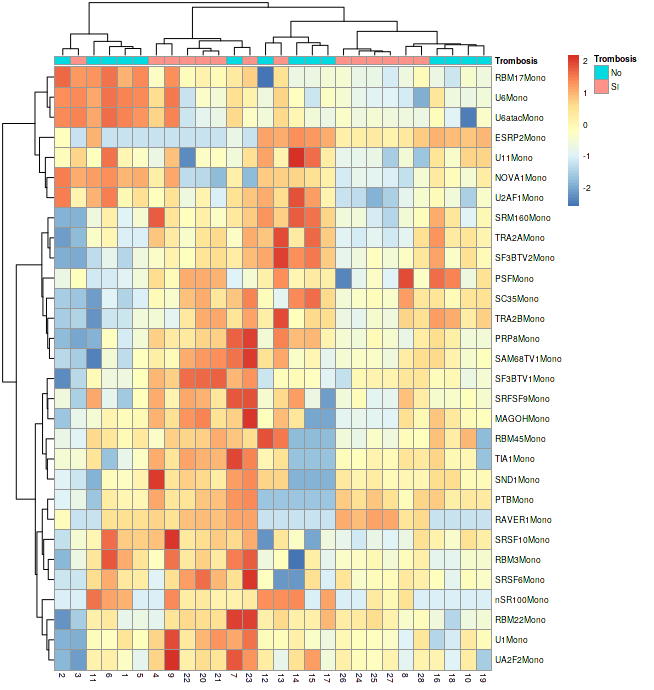 Trombosis
RBM17Mono
U6Mono
U6atacMono
ESRP2Mono
U11Mono
NOVA1Mono
U2AF1Mono
SRM160Mono
TRA2AMono
SF3BTV2Mono
PSFMono
SC35Mono
TRA2BMono
PRP8Mono
SAM68TV1Mono
SF3BTV1Mono
SRFSF9Mono
MAGOHMono
RBM45Mono
TIA1Mono
SND1Mono
PTBMono
RAVER1Mono
SRSF10Mono
RBM3Mono
SRSF6Mono
nSR100Mono
RBM22Mono
U1Mono
UA2F2Mono
2 3 11 6 1 5 4 9 22 20 21 7 23 12 13 14 15 17 26 24 25 27 8 28 16 18 10 19
2
1
0
-1
-2
Trombosis
No
SI